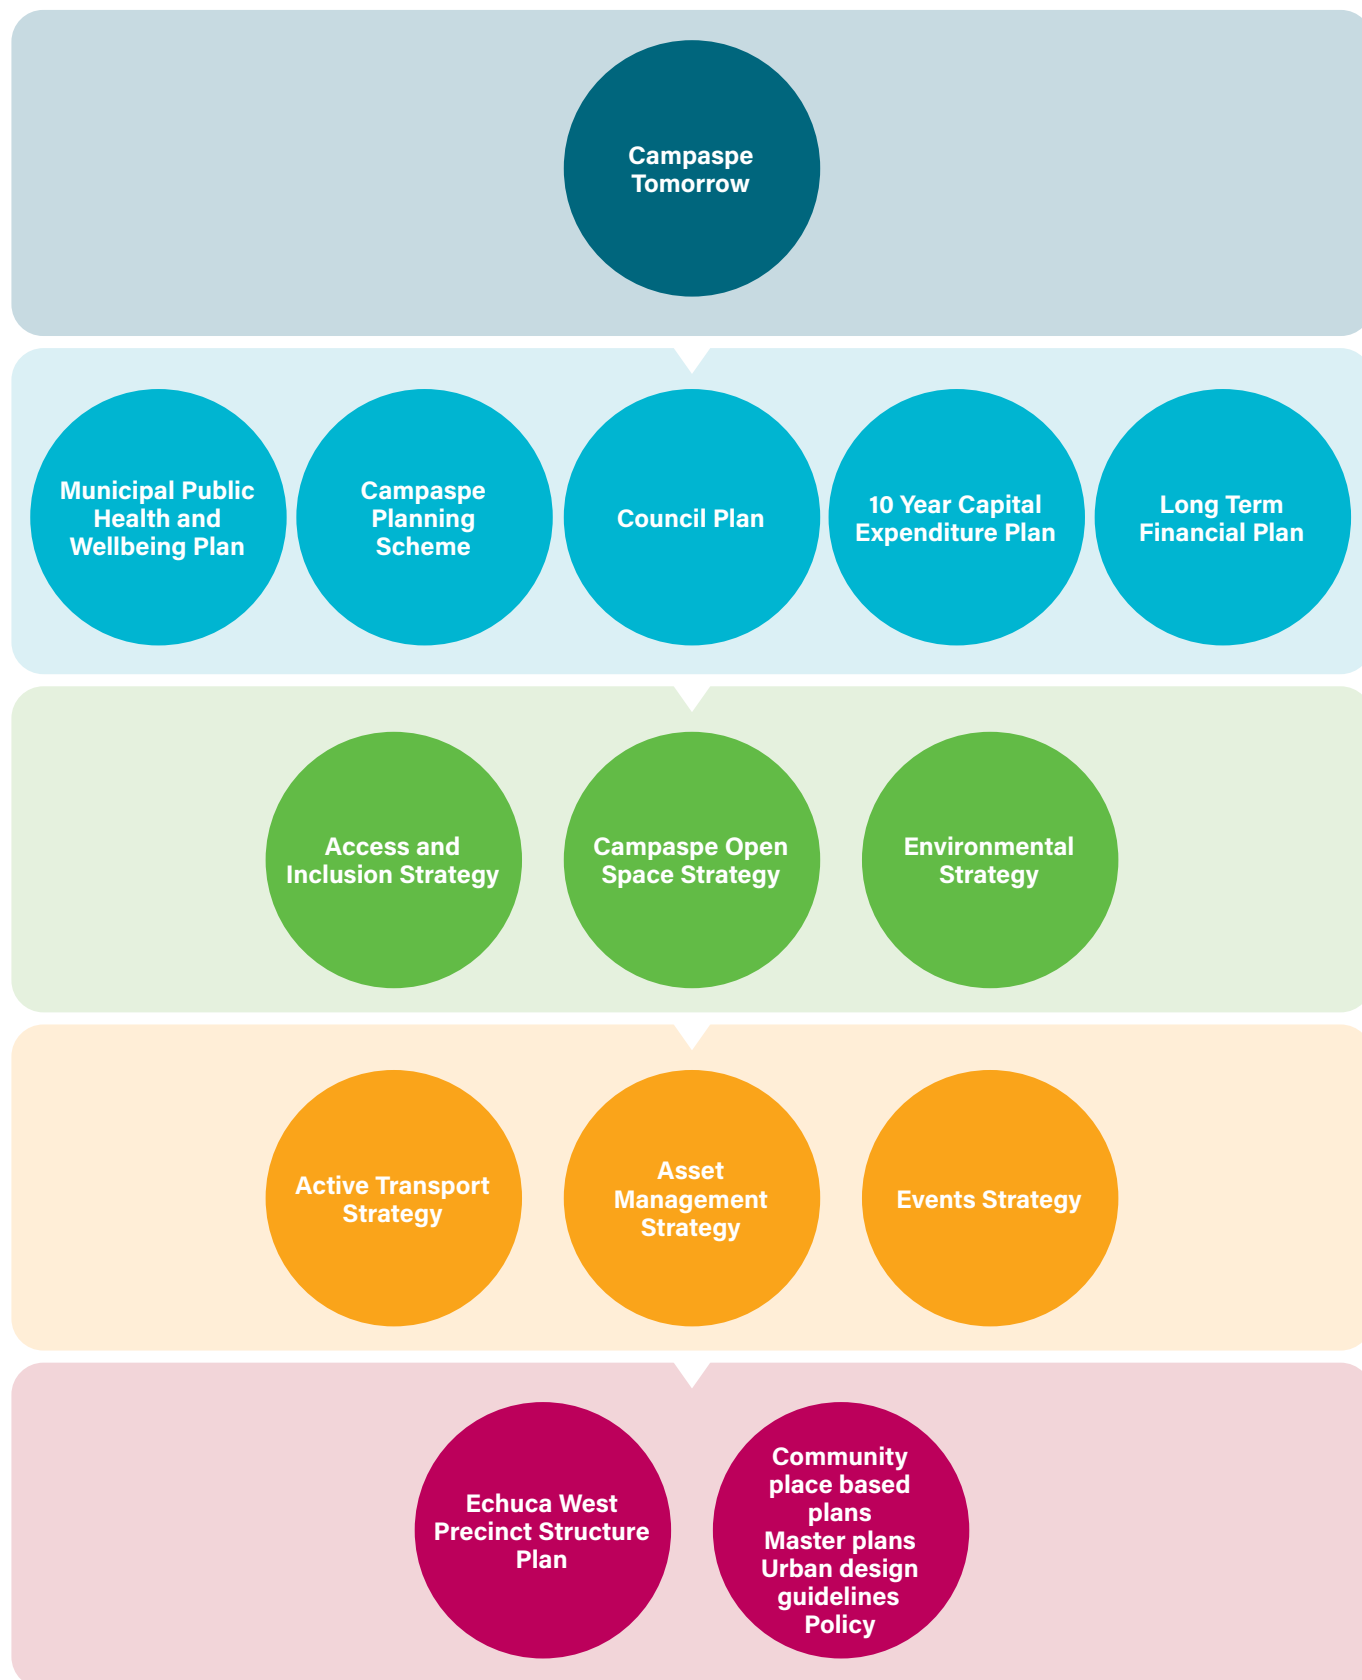 Campaspe
Tomorrow
Municipal Public
Health and
Wellbeing Plan
Campaspe
Planning
Scheme
Council Plan
10 Year Capital
Expenditure Plan
Long Term
Financial Plan
Access and
Inclusion Strategy
Campaspe Open
Space Strategy
Environmental
Strategy
Active Transport
Strategy
Asset
Management
Strategy
Events Strategy
Echuca West
Precinct Structure
Plan
Community
place based
plans
Master plans
Urban design
guidelines
Policy